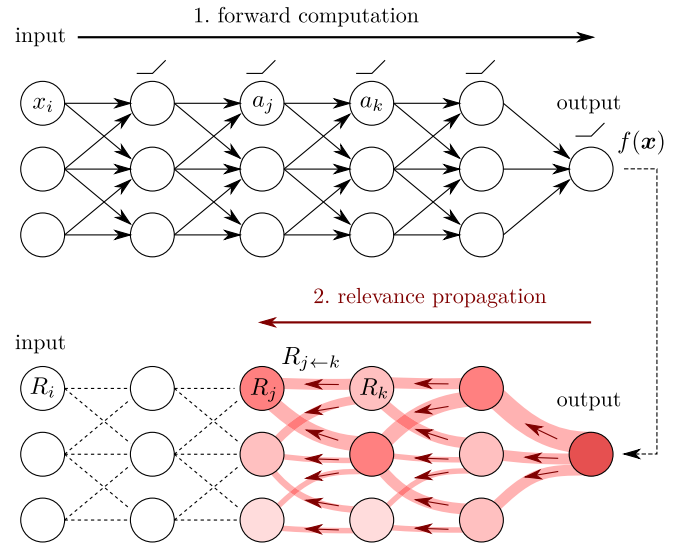 1. forward computation
input
x_i
a_j
a_k
output
f(x)
2. relevance propagation
input
R_{j←k}
R_i
R_j
R_k
output